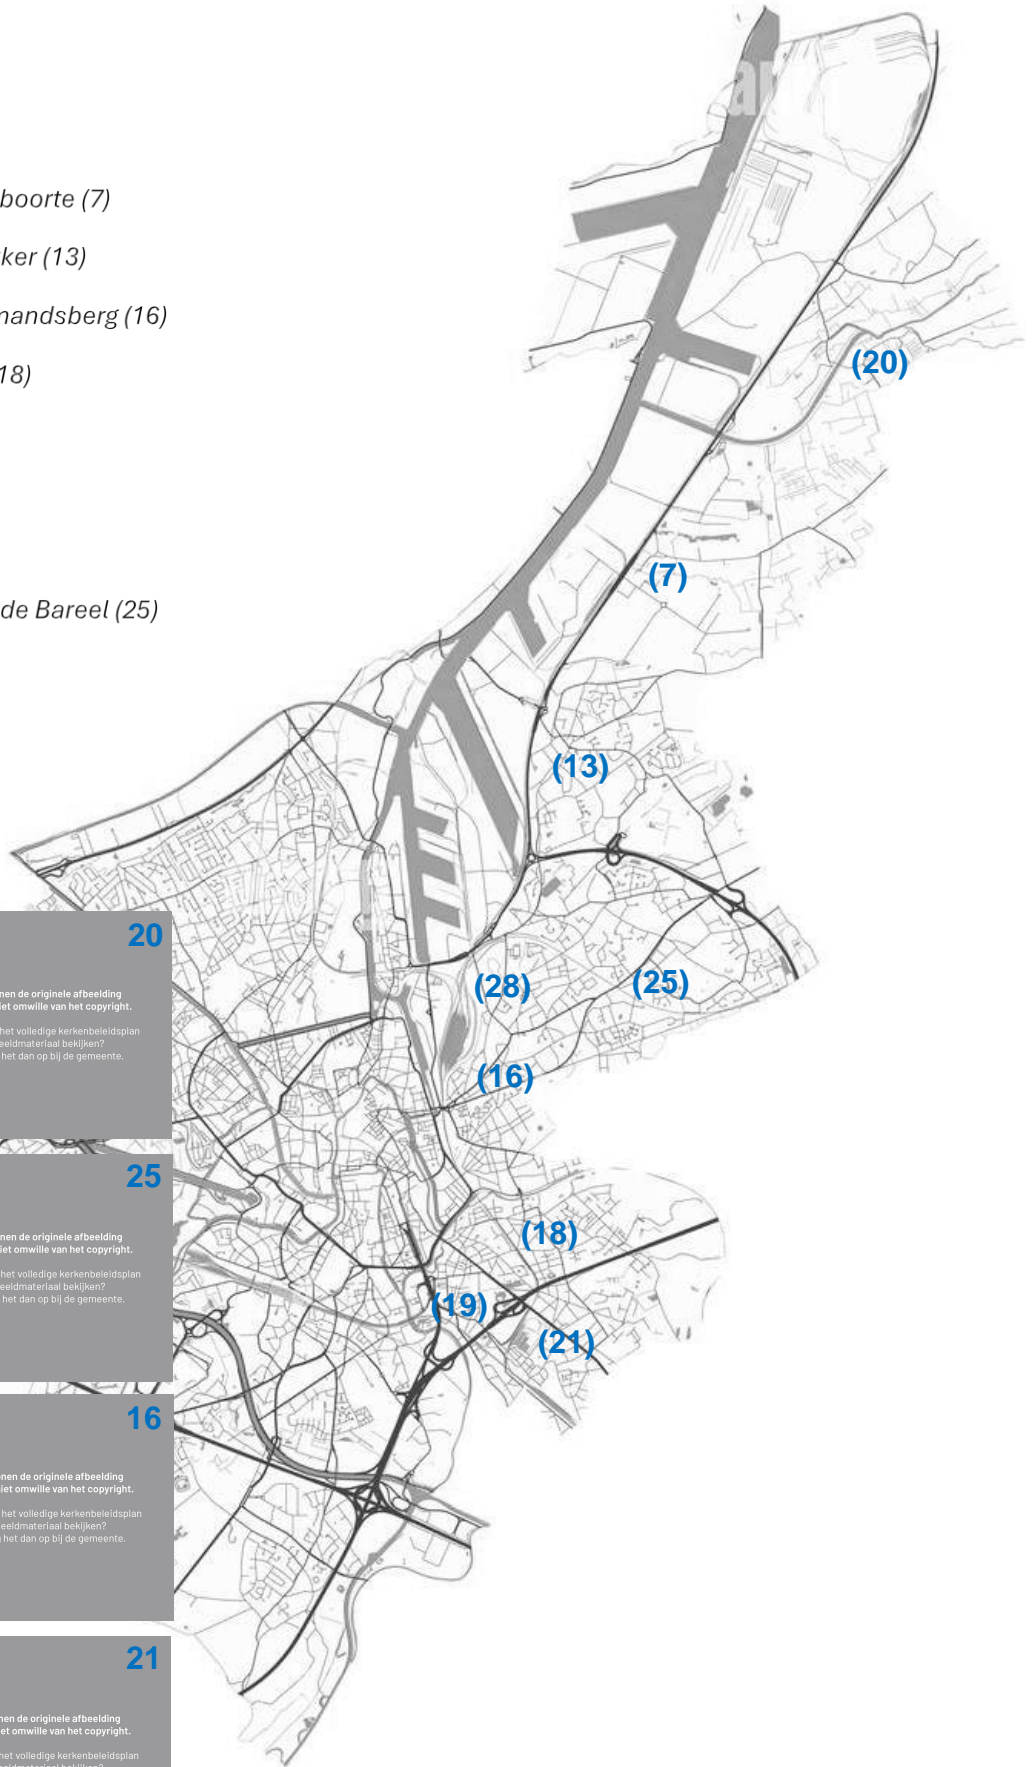 boorte (7)
ker (13)
nandsberg (16)
18)
de Bareel (25)
(20)
(7)
(13)
(28)
(25)
(16)
(18)
(19)
(21)
20
nen de originele afbeelding
iet omwille van het copyright.
het volledige kerkenbeleidsplan
eeldmateriaal bekijken?
het dan op bij de gemeente.
25
nen de originele afbeelding
iet omwille van het copyright.
het volledige kerkenbeleidsplan
eeldmateriaal bekijken?
het dan op bij de gemeente.
16
nen de originele afbeelding
niet omwille van het copyright.
het volledige kerkenbeleidsplan
eeldmateriaal bekijken?
g het dan op bij de gemeente.
21
nen de originele afbeelding
et omwille van het copyright.
het volledige kerkenbeleidsplan